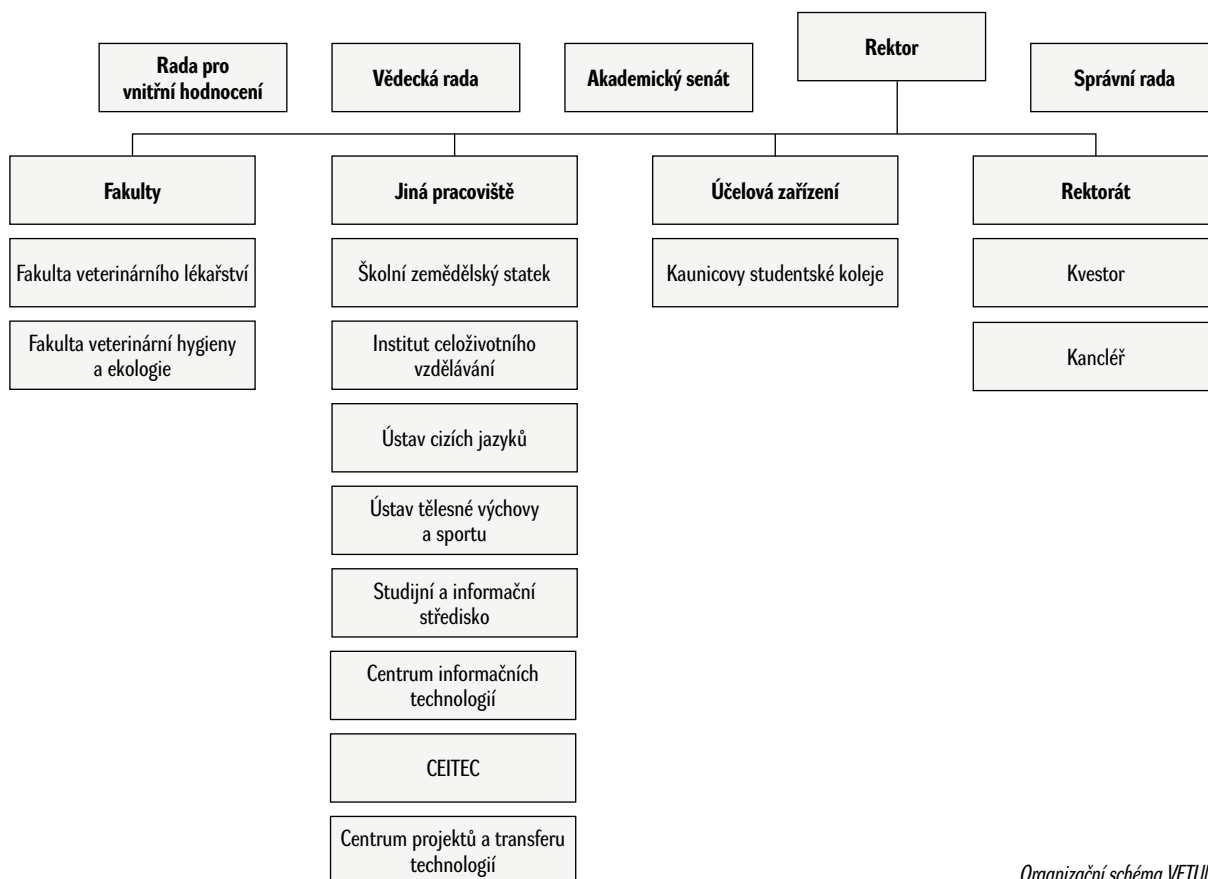 Rektor
Rada pro
vnitřní hodnocení
Vědecká rada
Akademický senát
Správní rada
Fakulty
Jiná pracoviště
Účelová zařízení
Rektorát
Fakulta veterinárního lékařství
Školní zemědělský statek
Kaunicovy studentské koleje
Kvestor
Fakulta veterinární hygieny
a ekologie
Institut celoživotního
vzdělávání
Kancléř
Ústav cizích jazyků
Ústav tělesné výchovy
a sportu
Studijní a informační
středisko
Centrum informačních
technologií
CEITEC
Centrum projektů a transferu
technologií
Organizační schéma